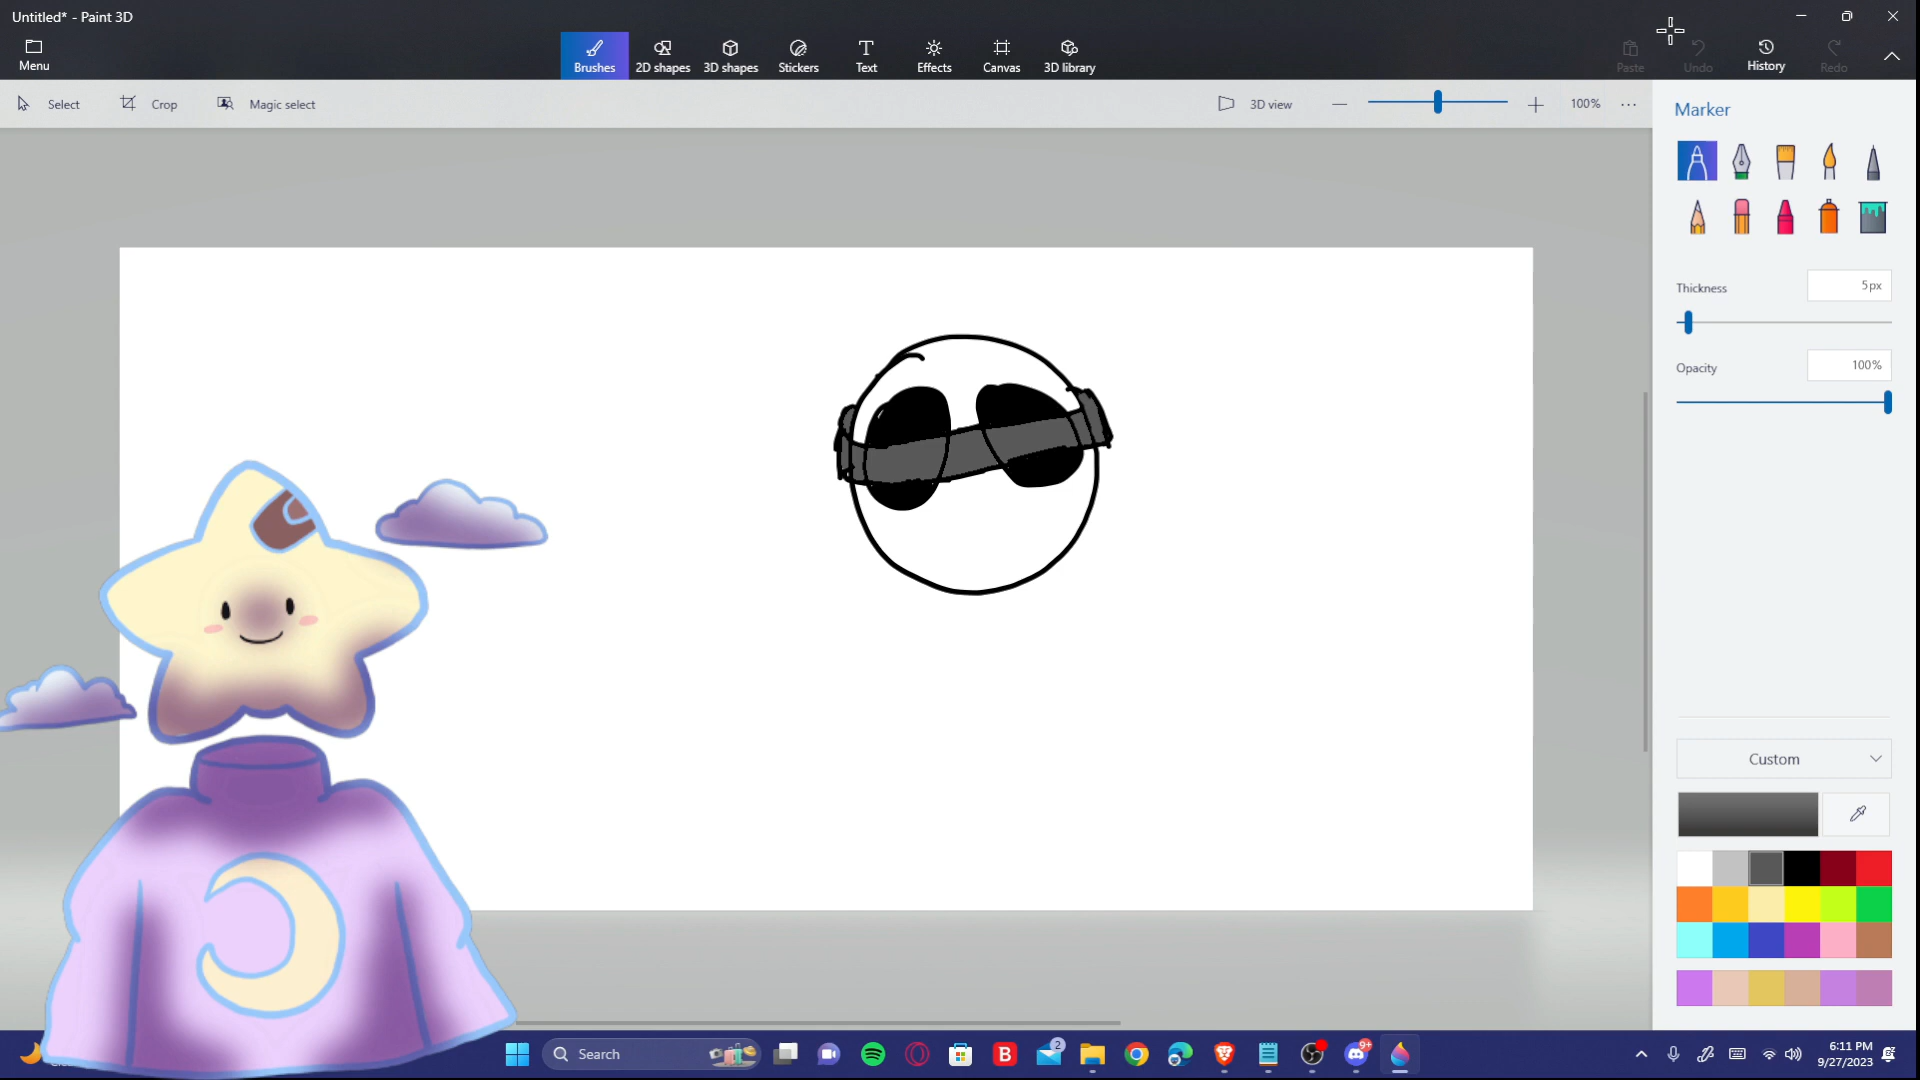 Untitled* - Paint 3D
Menu
Brushes
2D shapes
3D shapes
Stickers
Text
Effects
Canvas
3D library
Paste
Undo
History
Redo
Select
Crop
Magic select
3D view
100%
Marker
Thickness
5px
Opacity
100%
Custom
Search
B
2
9+
6:11 PM
9/27/2023